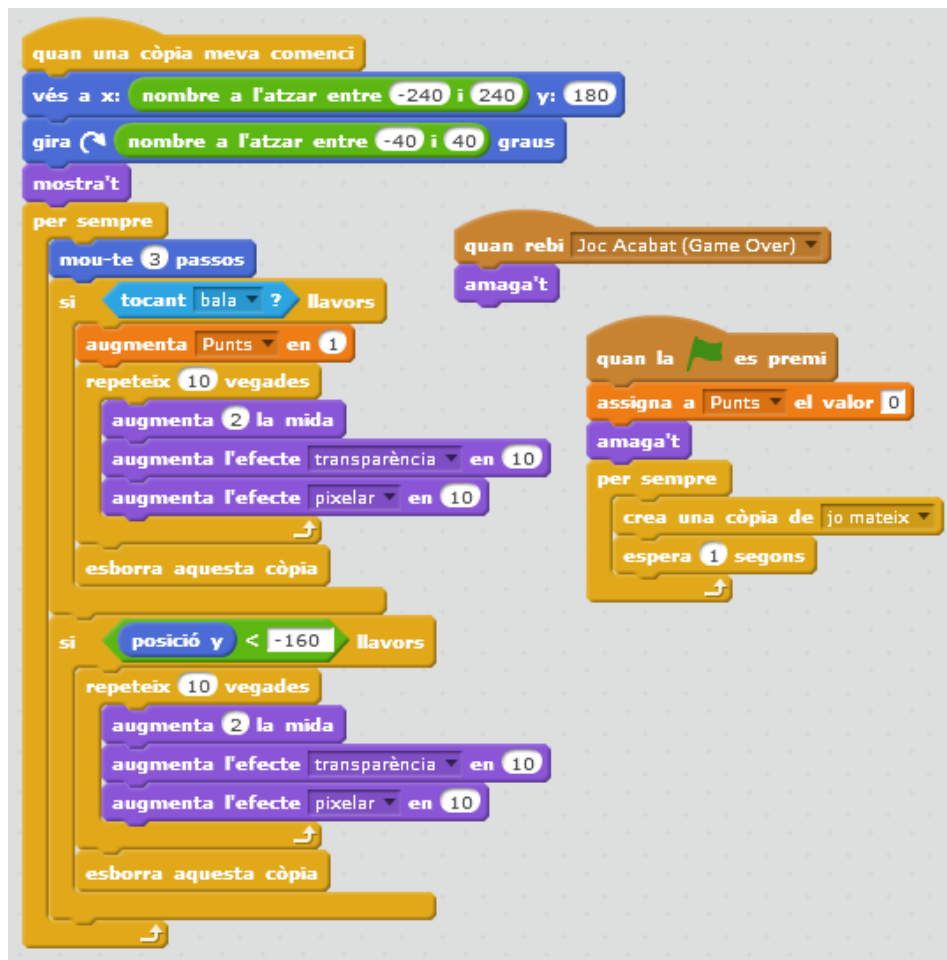 quan una còpia meva comenci
vés a x: nombre a l'atzar entre -240 i 240 y: 180
gira nombre a l'atzar entre -40 i 40 graus
mostra't
per sempre
mou-te 3 passos
si tocant bala ? llavors
augmenta Punts en 1
repeteix 10 vegades
augmenta 2 la mida
augmenta l'efecte transparència en 10
augmenta l'efecte pixelar en 10
esborra aquesta còpia
si posició y < -160 llavors
repeteix 10 vegades
augmenta 2 la mida
augmenta l'efecte transparència en 10
augmenta l'efecte pixelar en 10
esborra aquesta còpia
quan rebi Joc Acabat (Game Over)
amaga't
quan la es premi
assigna a Punts el valor 0
amaga't
per sempre
crea una còpia de jo mateix
espera 1 segons